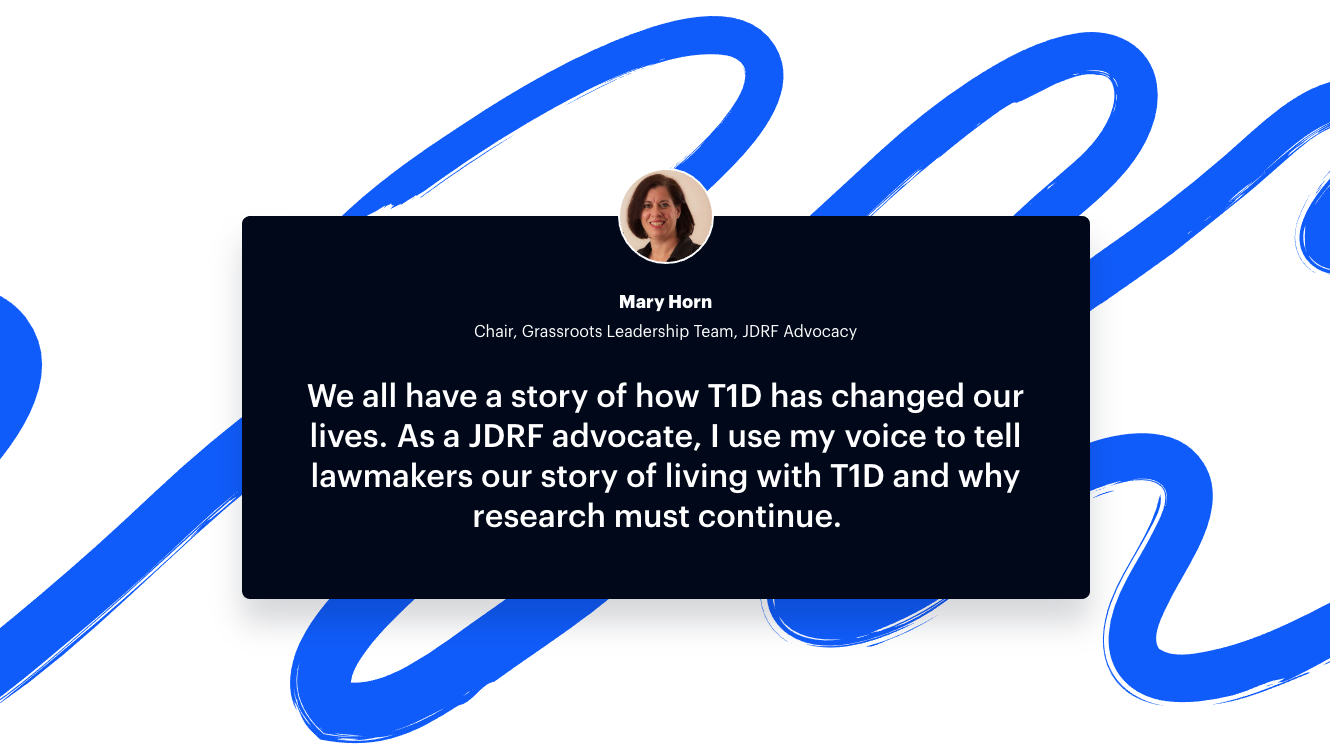 Mary Horn
Chair, Grassroots Leadership Team, JDRF Advocacy
We all have a story of how T1D has changed our
lives. As a JDRF advocate, I use my voice to tell
lawmakers our story of living with T1D and why
research must continue.